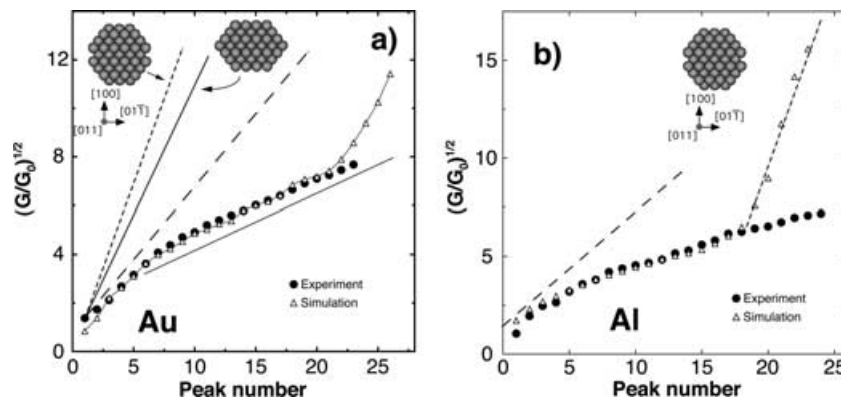 a)
12
8
4
0
(G/G₀)¹/²
[100]
[011]
[01T̄]
Experiment
Simulation
Au
0 5 10 15 20 25
Peak number
b)
15
10
5
0
(G/G₀)¹/²
[100]
[011]
[01T̄]
Experiment
Simulation
Al
0 5 10 15 20 25
Peak number